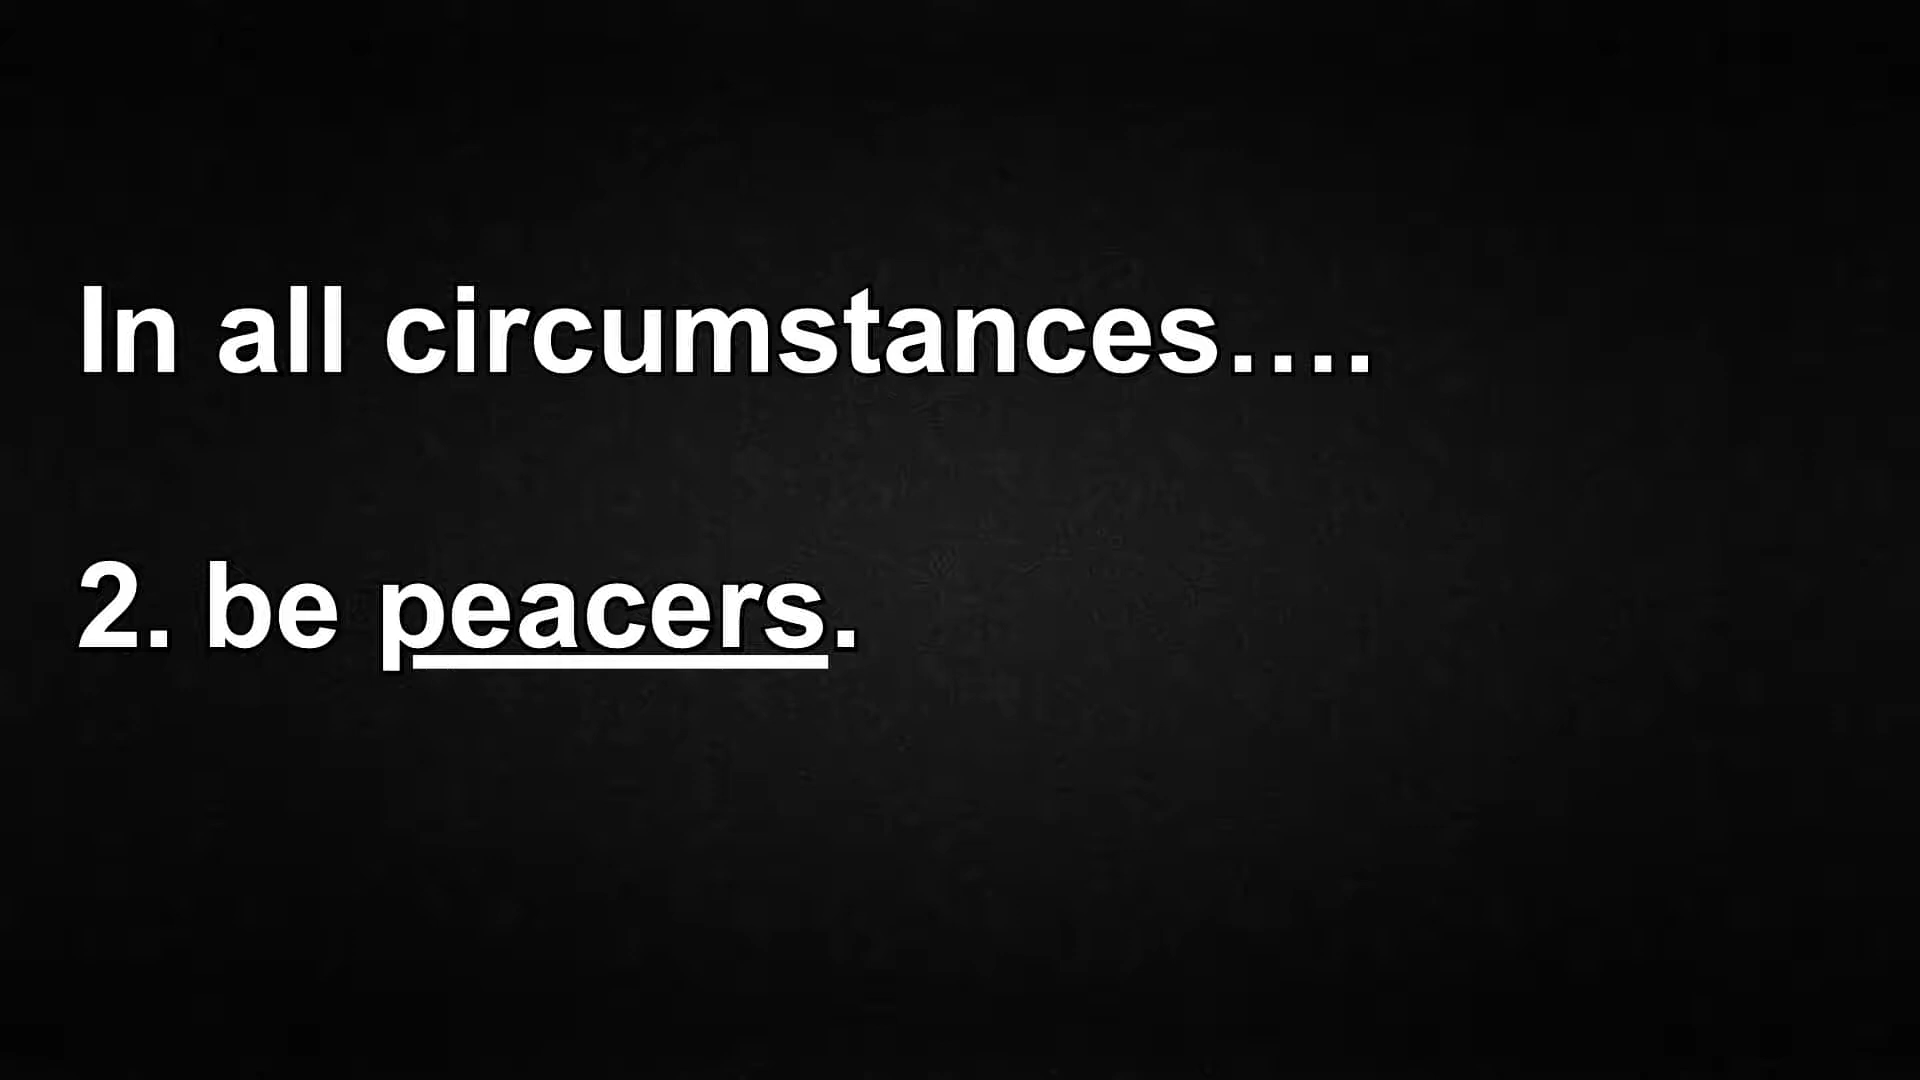 In all circumstances….
2. be peacers.